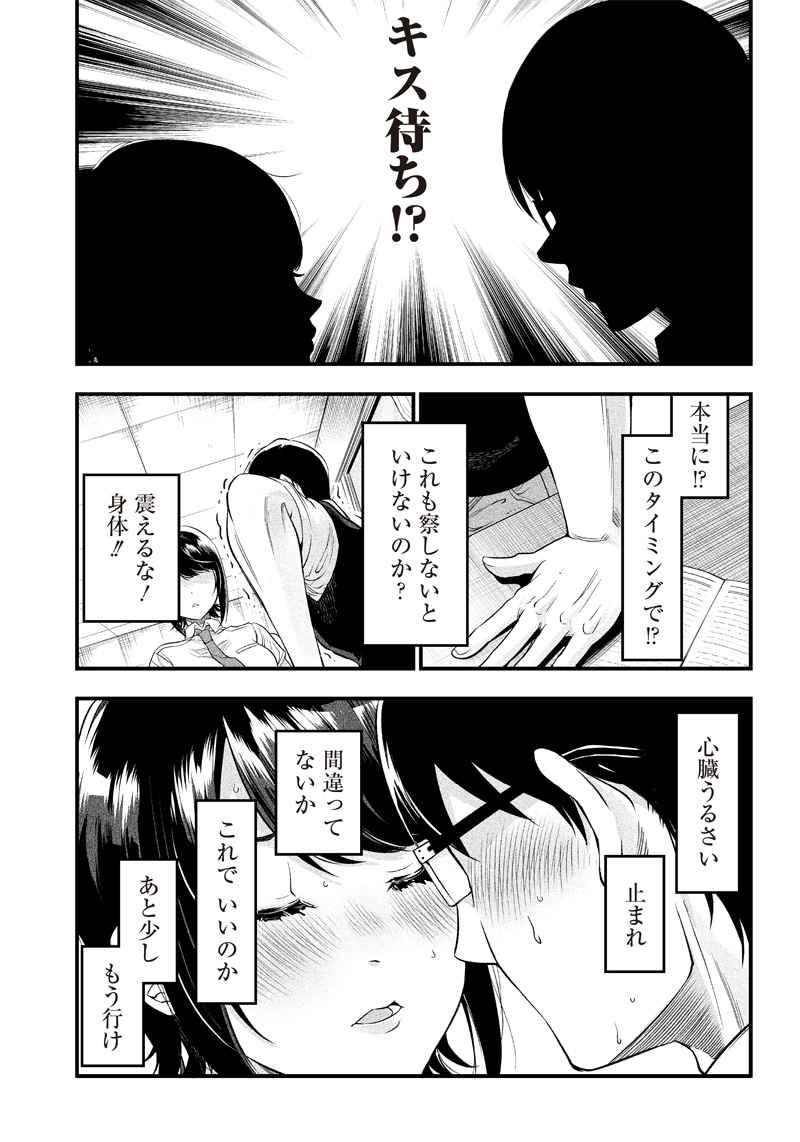 キス待ち!?
本当に!?
このタイミングで!?
これも察しないと
いけないのか？
震えるな！
身体!!
心臓うるさい
止まれ
間違って
ないか
これで いいのか
あと少し
もう行け